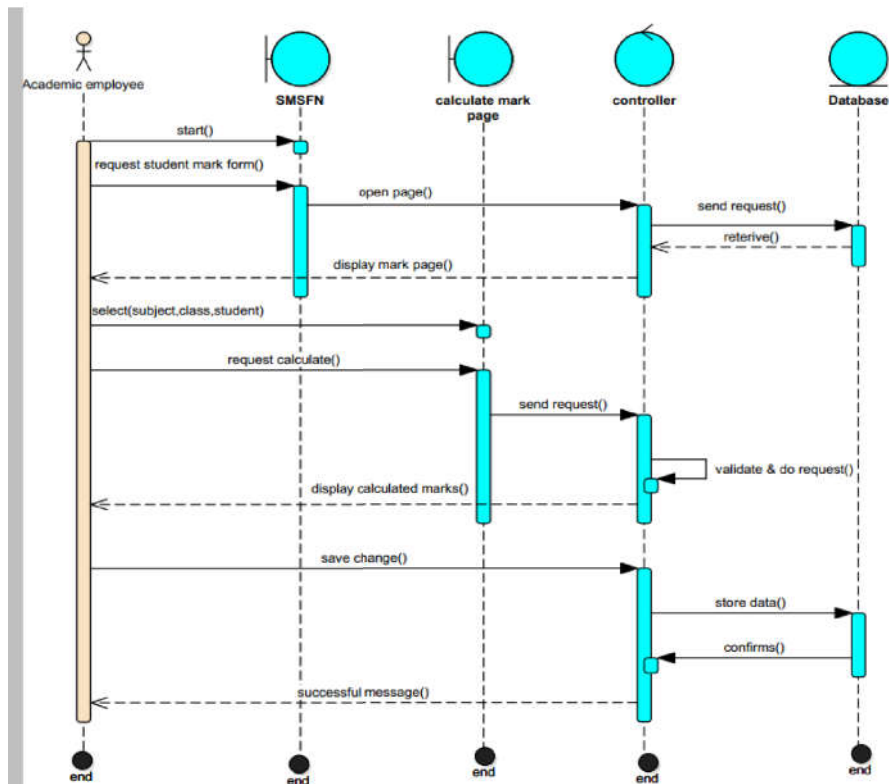 Academic employee
SMSFN
calculate mark
page
controller
Database
start()
request student mark form()
open page()
send request()
reterive()
display mark page()
select(subject,class,student)
request calculate()
send request()
validate & do request()
display calculated marks()
save change()
store data()
confirms()
successful message()
end
end
end
end
end